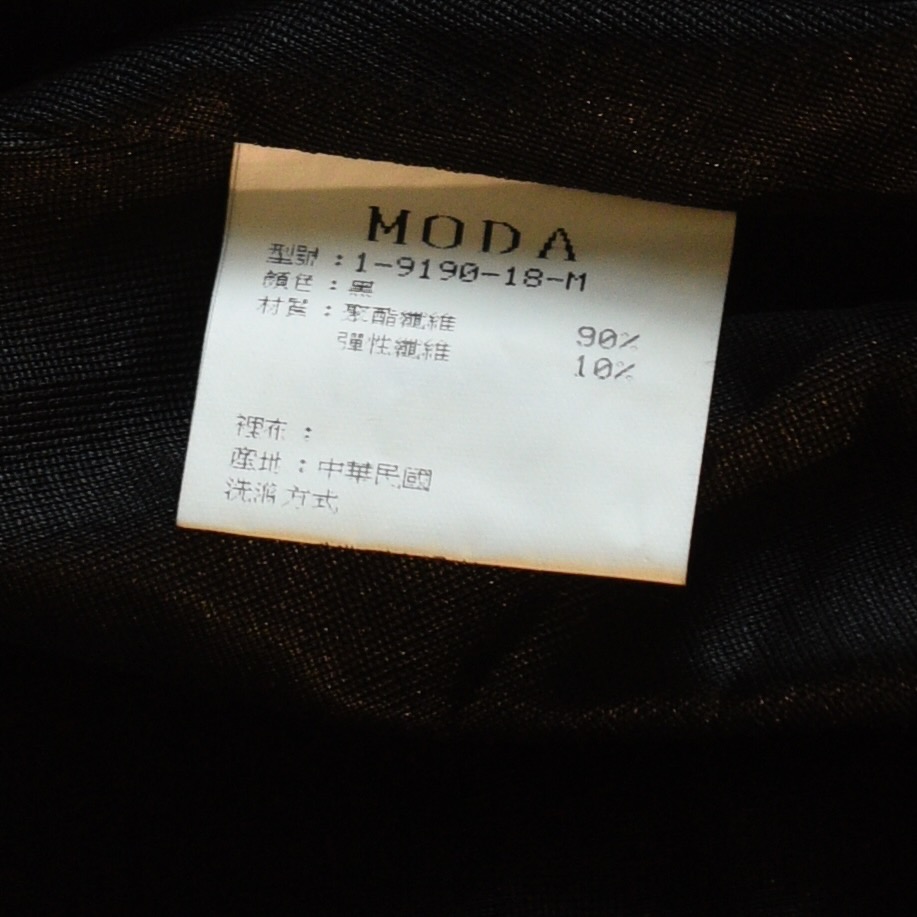 MODA
型號:1-9190-18-M
顏色:黑
材質:聚酯纖維 90%
彈性纖維 10%
裡布:
產地:中華民國
洗滌方式